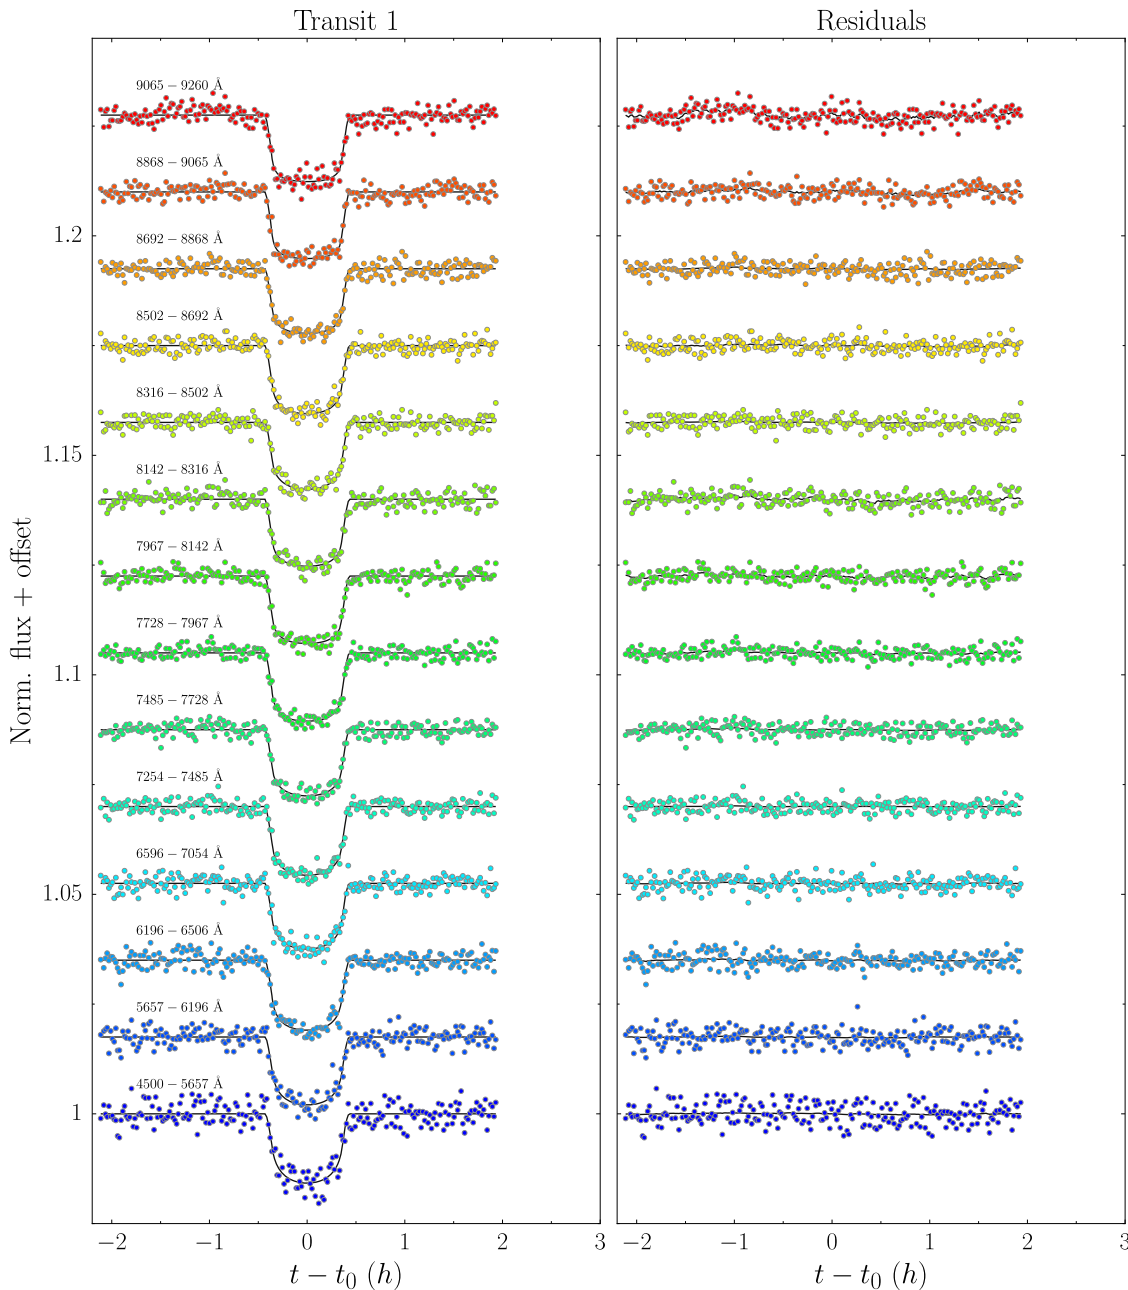 Transit 1
Residuals
9065 − 9260 Å
8868 − 9065 Å
8692 − 8868 Å
8502 − 8692 Å
8316 − 8502 Å
8142 − 8316 Å
7967 − 8142 Å
7728 − 7967 Å
7485 − 7728 Å
7254 − 7485 Å
6596 − 7054 Å
6196 − 6506 Å
5657 − 6196 Å
4500 − 5657 Å
1.2
1.15
1.1
1.05
1
Norm. flux + offset
−2 −1 0 1 2 3
−2 −1 0 1 2 3
t − t₀ (h)
t − t₀ (h)